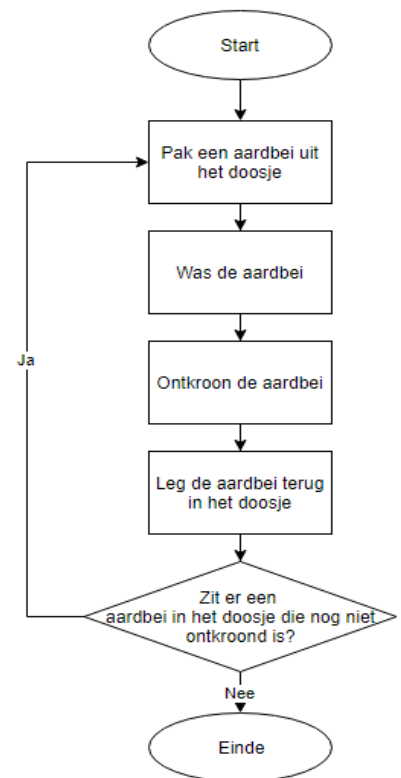 Start
Pak een aardbei uit
het doosje
Was de aardbei
Ja
Ontkroon de aardbei
Leg de aardbei terug
in het doosje
Zit er een
aardbei in het doosje die nog niet
ontkroond is?
Nee
Einde